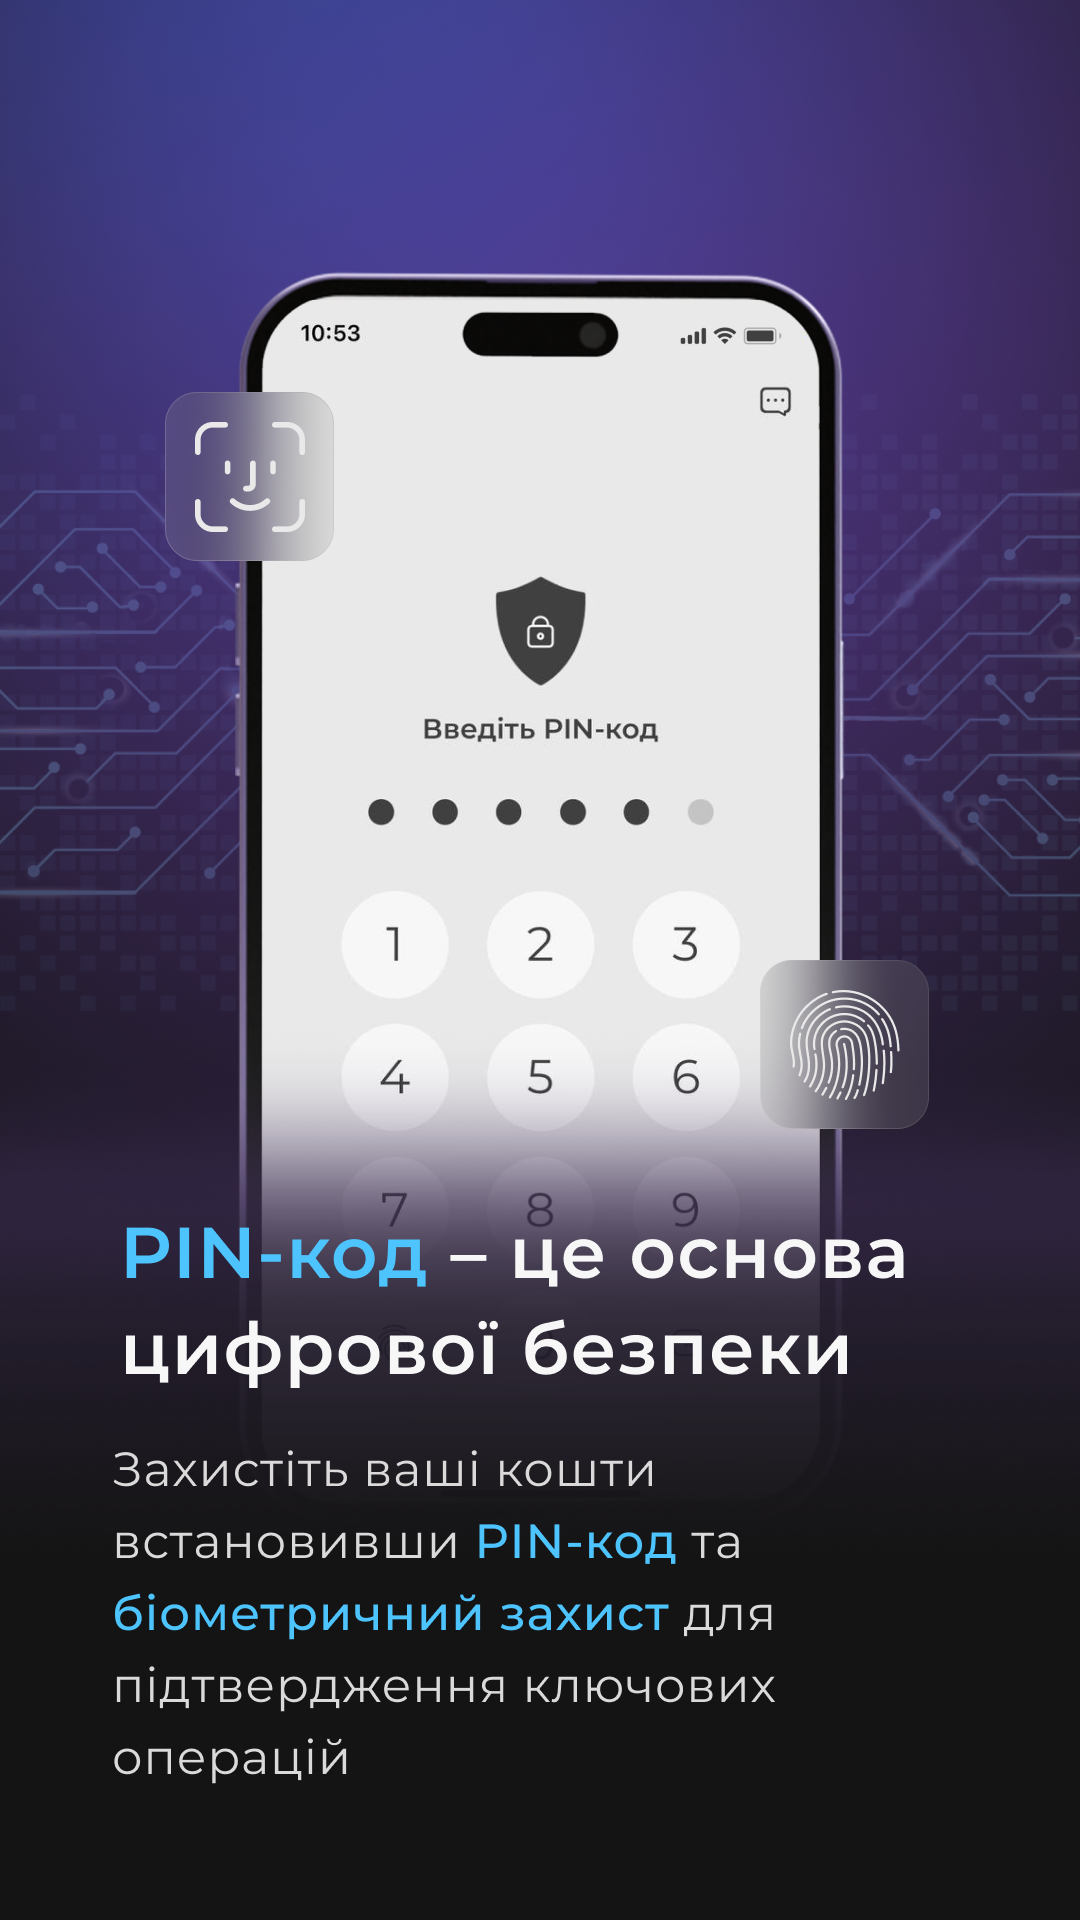 10:53
Введіть PIN-код
1 2 3
4 5 6
7 8 9
PIN-код – це основа
цифрової безпеки
Захистіть ваші кошти
встановивши PIN-код та
біометричний захист для
підтвердження ключових
операцій